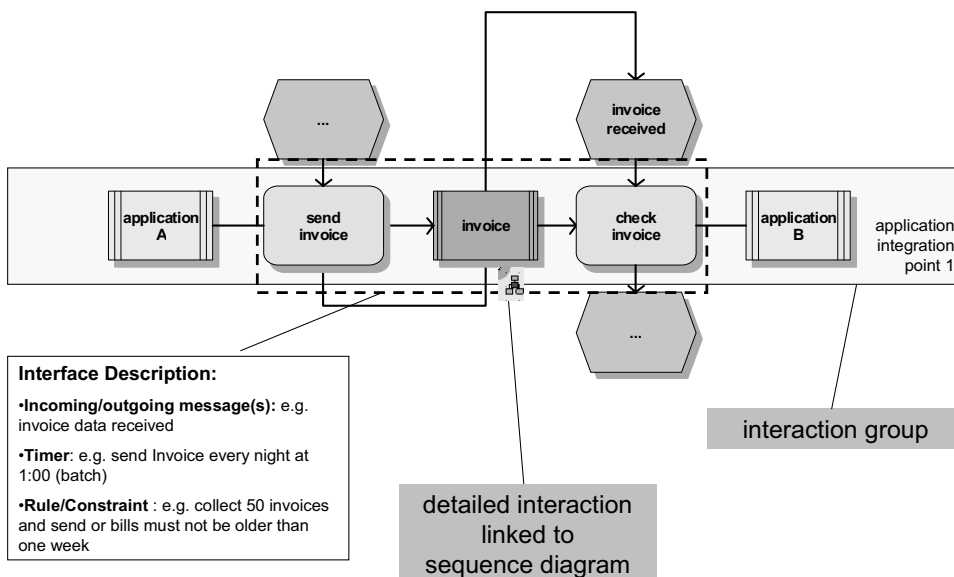 ...
invoice
received
application
A
send
invoice
invoice
check
invoice
application
B
application
integration
point 1
...
Interface Description:
•Incoming/outgoing message(s): e.g.
invoice data received
•Timer: e.g. send Invoice every night at
1:00 (batch)
•Rule/Constraint : e.g. collect 50 invoices
and send or bills must not be older than
one week
interaction group
detailed interaction
linked to
sequence diagram